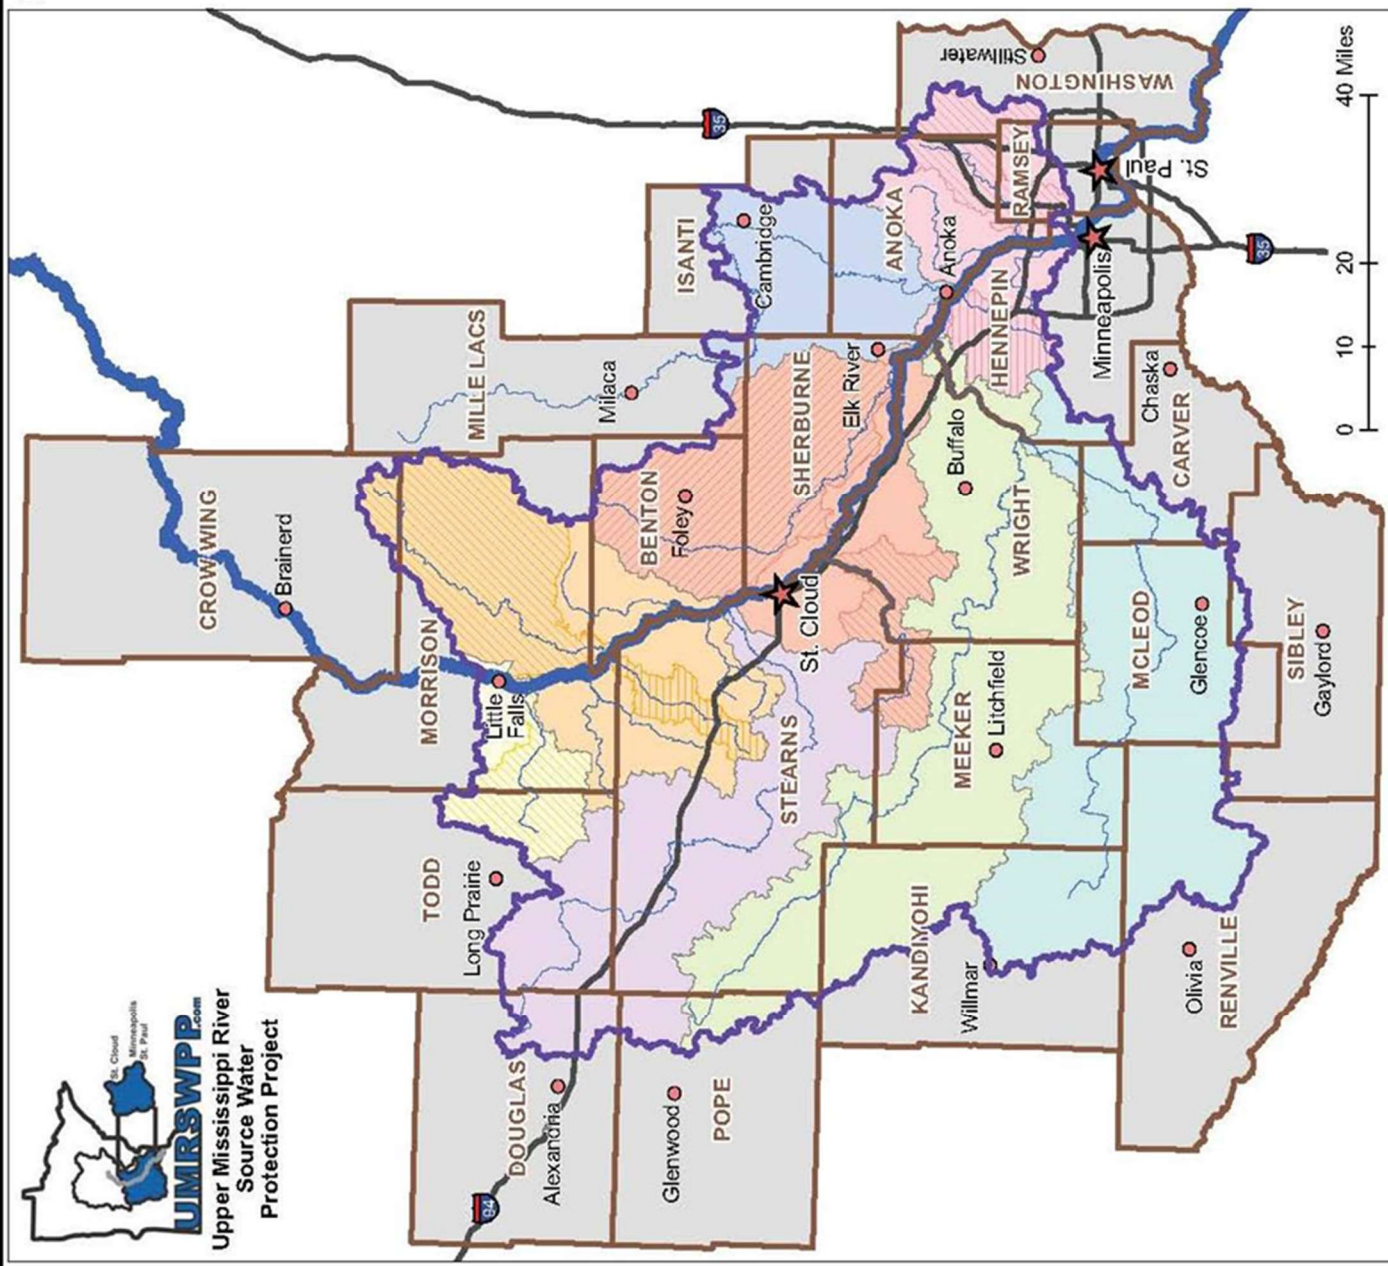 St. Cloud
Minneapolis
St. Paul
UMRSWPP.com
Upper Mississippi River
Source Water
Protection Project
94
DOUGLAS
Alexandria
Glenwood
POPE
TODD
Long Prairie
CROW WING
Brainerd
MORRISON
Little
Falls
MILLE LACS
Milaca
STEARNS
St. Cloud
BENTON
Foley
SHERBURNE
Elk River
ISANTI
Cambridge
ANOKA
Anoka
35
WASHINGTON
Stillwater
RAMSEY
St. Paul
HENNEPIN
Minneapolis
35
KANDIYOHI
Willmar
MEEKER
Litchfield
WRIGHT
Buffalo
CARVER
Chaska
MCLEOD
Glencoe
RENVILLE
Olivia
SIBLEY
Gaylord
0 10 20 40 Miles